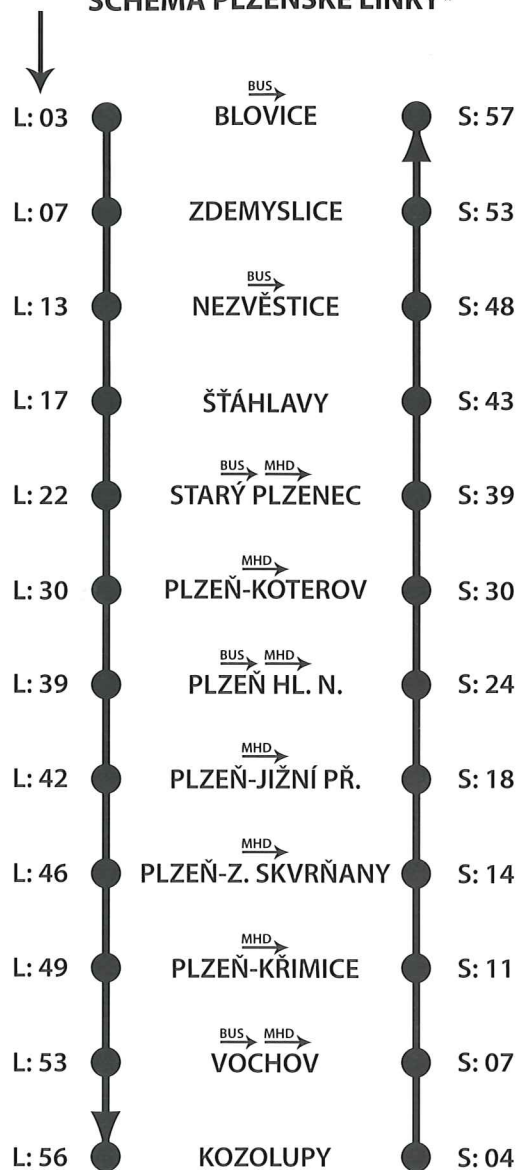 SCHÉMA PLZEŇSKÉ LINKY*
BUS
L: 03 BLOVICE S: 57
L: 07 ZDEMYSLICE S: 53
BUS
L: 13 NEZVĚSTICE S: 48
L: 17 ŠŤÁHLAVY S: 43
BUS MHD
L: 22 STARÝ PLZENEC S: 39
MHD
L: 30 PLZEŇ-KOTEROV S: 30
BUS MHD
L: 39 PLZEŇ HL. N. S: 24
MHD
L: 42 PLZEŇ-JIŽNÍ PŘ. S: 18
MHD
L: 46 PLZEŇ-Z. SKVRŇANY S: 14
MHD
L: 49 PLZEŇ-KŘIMICE S: 11
BUS MHD
L: 53 VOCHOV S: 07
L: 56 KOZOLUPY S: 04